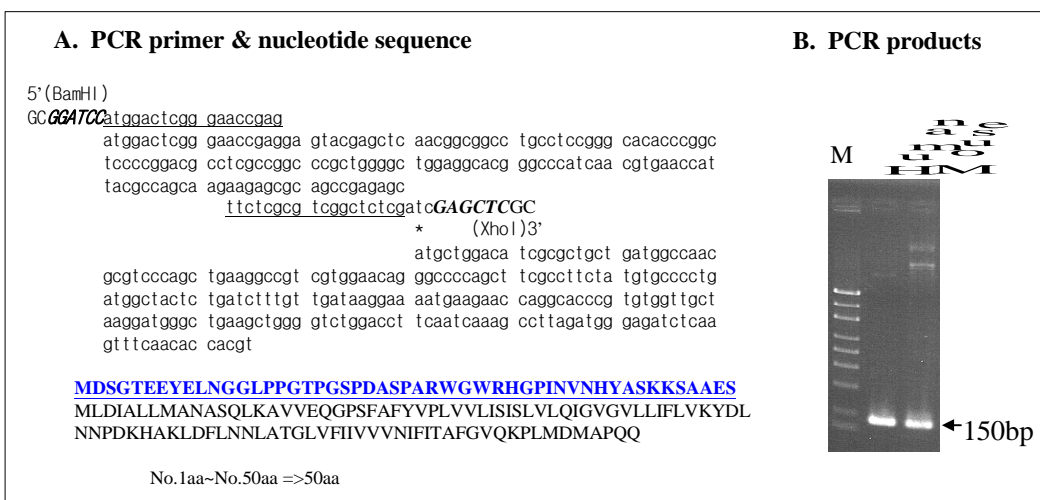 A. PCR primer & nucleotide sequence
B. PCR products
5'(BamHI)
GCGGATCCatggactcgg gaaccgag
atggactcgg gaaccgagga gtacgagctc aacggcggcc tgcctccggg cacacccggc
tccccggacg cctcgccggc ccgctggggc tggaggcacg ggcccatcaa cgtgaaccat
tacgccagca agaagagcgc agccgagagc
ttctcgcg tcggctctcgatcGAGCTCGC
* (XhoI)3'
atgctggaca tcgcgctgct gatggccaac
gcgtcccagc tgaaggccgt cgtggaacag ggccccagct tcgccttcta tgtgcccctg
atggctactc tgatctttgt tgataaggaa aatgaagaac caggcacccg tgtggttgct
aaggatgggc tgaagctggg gtctggacct tcaatcaaag ccttagatgg gagatctcaa
gtttcaacac cacgt
MDSGTEEYELNGGLPPGTPGSPDASPARWGWRHGPINVNHYASKKSAAES
MLDIALLMANASQLKAVVEQGPSFAFYVPLVVLISISLVLQIGVGVLLIFLVKYDL
NNPDKHAKLDFLNNLATGLVFIIVVVNIFITAFGVQKPLMDMAPQQ
No.1aa~No.50aa =>50aa
M
Human
Mouse
150bp